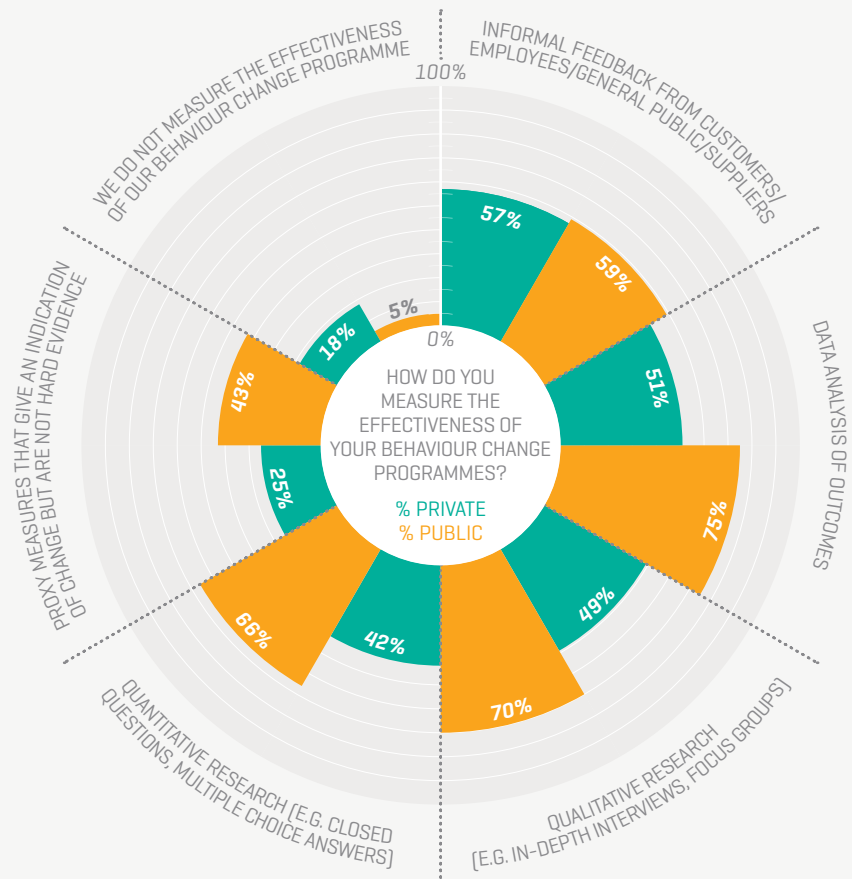 100%
INFORMAL FEEDBACK FROM CUSTOMERS/
EMPLOYEES/GENERAL PUBLIC/SUPPLIERS
57%
59%
DATA ANALYSIS OF OUTCOMES
51%
75%
QUALITATIVE RESEARCH
(E.G. IN-DEPTH INTERVIEWS, FOCUS GROUPS)
49%
70%
QUANTITATIVE RESEARCH (E.G. CLOSED
QUESTIONS, MULTIPLE CHOICE ANSWERS)
42%
66%
PROXY MEASURES THAT GIVE AN INDICATION
OF CHANGE BUT ARE NOT HARD EVIDENCE
25%
43%
WE DO NOT MEASURE THE EFFECTIVENESS
OF OUR BEHAVIOUR CHANGE PROGRAMME
18%
5%
0%
HOW DO YOU
MEASURE THE
EFFECTIVENESS OF
YOUR BEHAVIOUR CHANGE
PROGRAMMES?
% PRIVATE
% PUBLIC